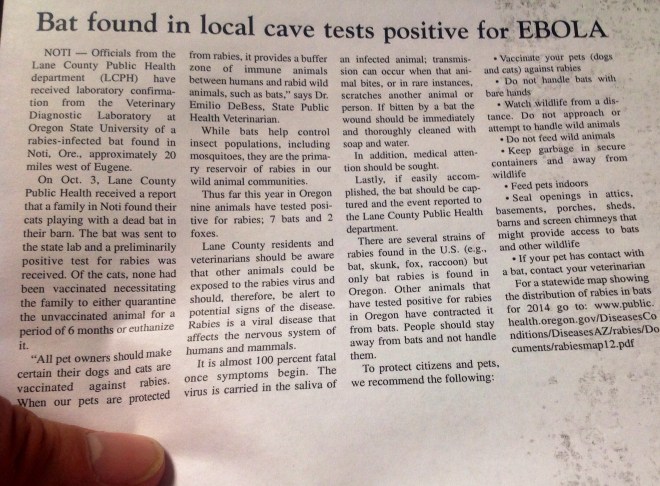 Bat found in local cave tests positive for EBOLA
NOTI — Officials from the
Lane County Public Health
department (LCPH) have
received laboratory confirma-
tion from the Veterinary
Diagnostic Laboratory at
Oregon State University of a
rabies-infected bat found in
Noti, Ore., approximately 20
miles west of Eugene.
On Oct. 3, Lane County
Public Health received a report
that a family in Noti found their
cats playing with a dead bat in
their barn. The bat was sent to
the state lab and a preliminarily
positive test for rabies was
received. Of the cats, none had
been vaccinated necessitating
the family to either quarantine
the unvaccinated animal for a
period of 6 months or euthanize
it.
"All pet owners should make
certain their dogs and cats are
vaccinated against rabies.
When our pets are protected
from rabies, it provides a buffer
zone of immune animals
between humans and rabid wild
animals, such as bats," says Dr.
Emilio DeBess, State Public
Health Veterinarian.
While bats help control
insect populations, including
mosquitoes, they are the prima-
ry reservoir of rabies in our
wild animal communities.
Thus far this year in Oregon
nine animals have tested posi-
tive for rabies; 7 bats and 2
foxes.
Lane County residents and
veterinarians should be aware
that other animals could be
exposed to the rabies virus and
should, therefore, be alert to
potential signs of the disease.
Rabies is a viral disease that
affects the nervous system of
humans and mammals.
It is almost 100 percent fatal
once symptoms begin. The
virus is carried in the saliva of
an infected animal; transmis-
sion can occur when that ani-
mal bites, or in rare instances,
scratches another animal or
person. If bitten by a bat the
wound should be immediately
and thoroughly cleaned with
soap and water.
In addition, medical atten-
tion should be sought.
Lastly, if easily accom-
plished, the bat should be cap-
tured and the event reported to
the Lane County Public Health
department.
There are several strains of
rabies found in the U.S. (e.g.,
bat, skunk, fox, raccoon) but
only bat rabies is found in
Oregon. Other animals that
have tested positive for rabies
in Oregon have contracted it
from bats. People should stay
away from bats and not handle
them.
To protect citizens and pets,
we recommend the following:
• Vaccinate your pets (dogs
and cats) against rabies
• Do not handle bats with
bare hands
• Watch wildlife from a dis-
tance. Do not approach or
attempt to handle wild animals
• Do not feed wild animals
• Keep garbage in secure
containers and away from
wildlife
• Feed pets indoors
• Seal openings in attics,
basements, porches, sheds,
barns and screen chimneys that
might provide access to bats
and other wildlife
• If your pet has contact with
a bat, contact your veterinarian
For a statewide map showing
the distribution of rabies in bats
for 2014 go to: www.public.
health.oregon.gov/DiseasesCo
nditions/DiseasesAZ/rabies/Do
cuments/rabiesmap12.pdf